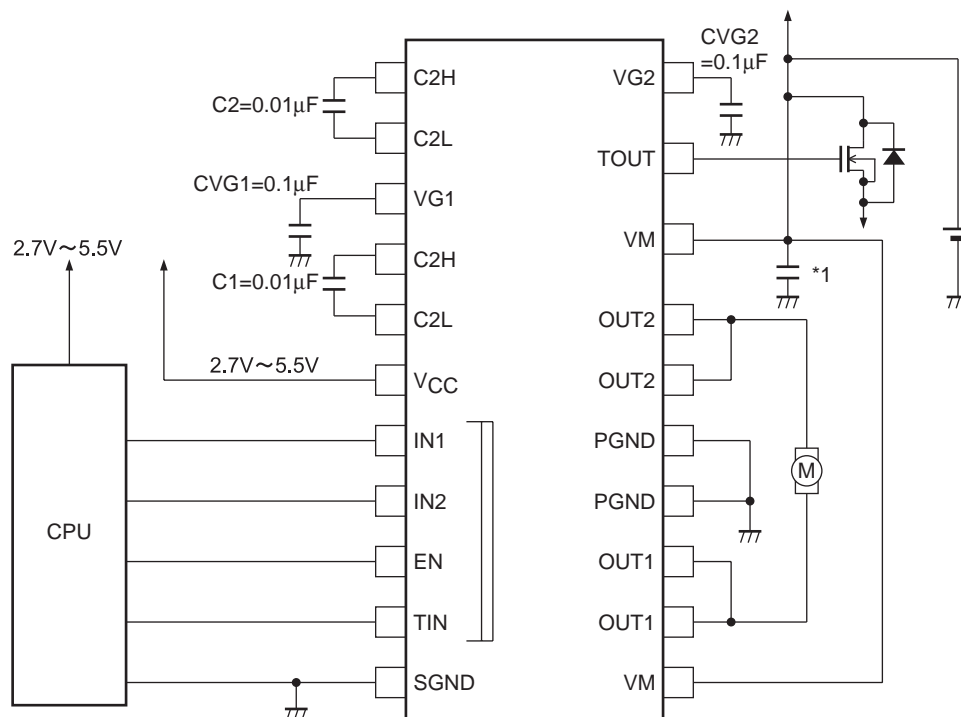 CVG2
=0.1μF
C2H
VG2
C2=0.01μF
C2L
TOUT
CVG1=0.1μF
VG1
2.7V～5.5V
C2H
VM
C1=0.01μF
*1
C2L
OUT2
2.7V～5.5V
VCC
OUT2
IN1
PGND
M
IN2
PGND
CPU
EN
OUT1
TIN
OUT1
SGND
VM